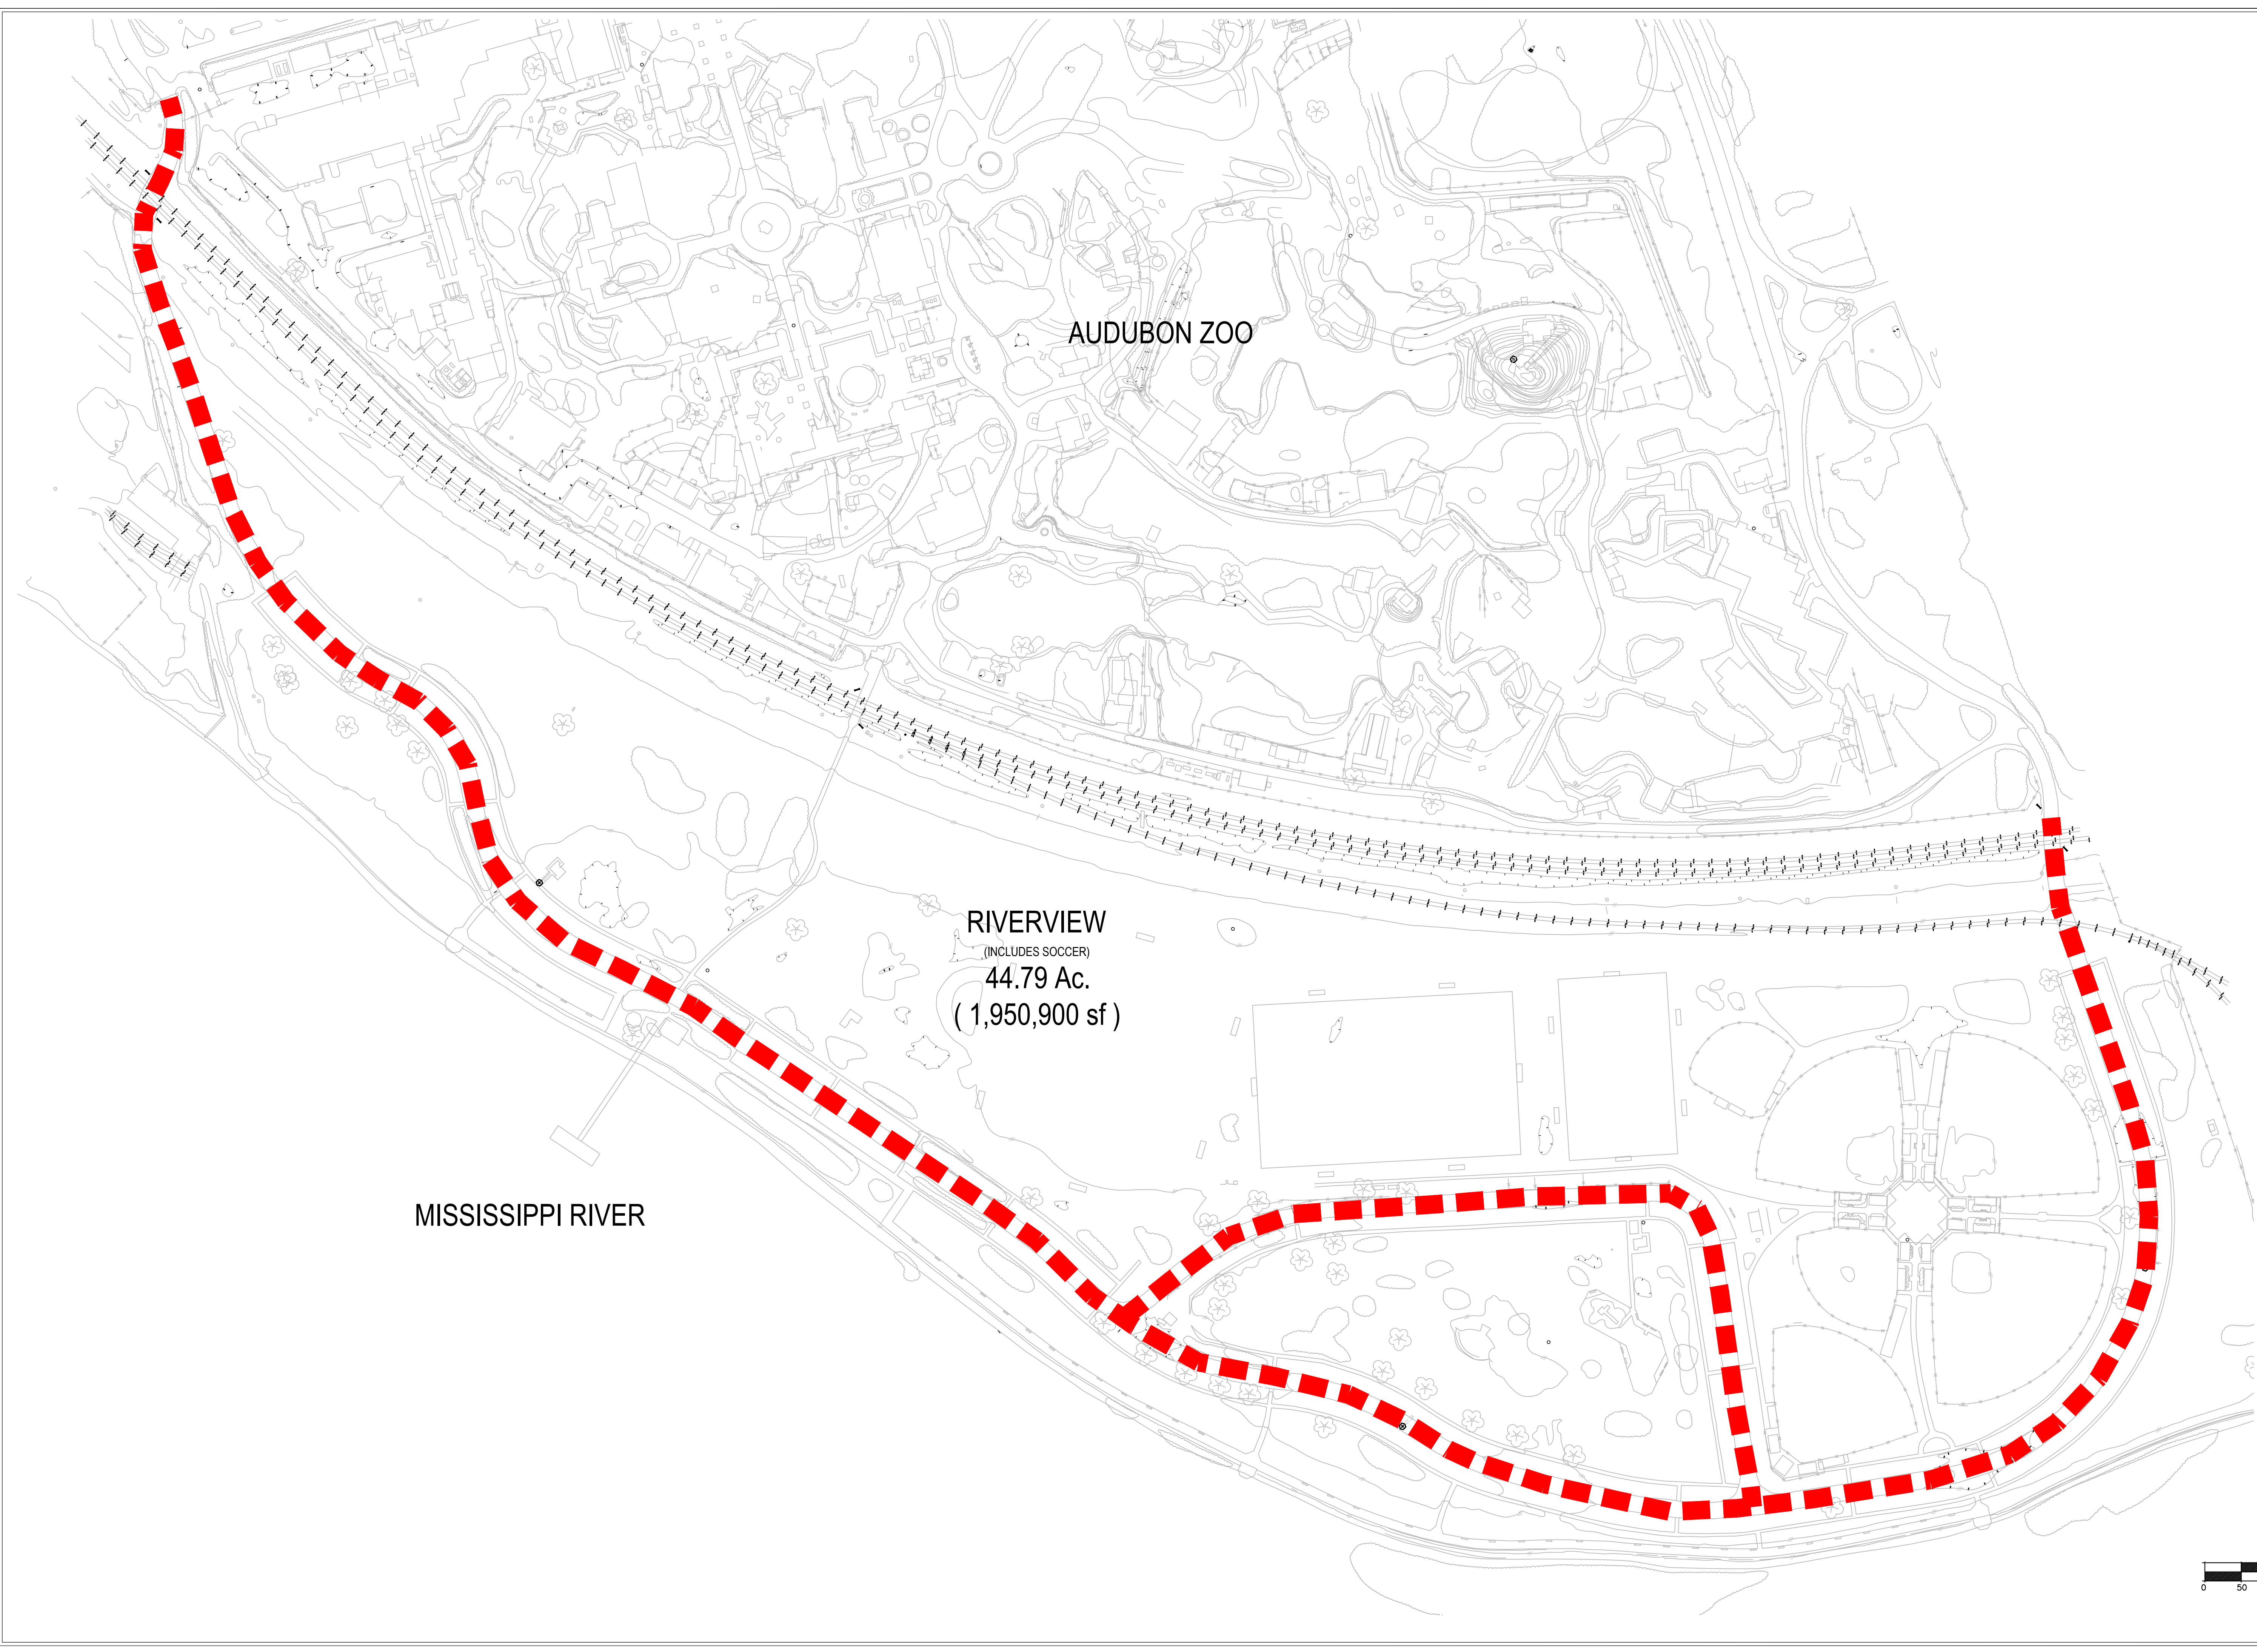 AUDUBON ZOO
RIVERVIEW
(INCLUDES SOCCER)
44.79 Ac.
( 1,950,900 sf )
MISSISSIPPI RIVER
0 50